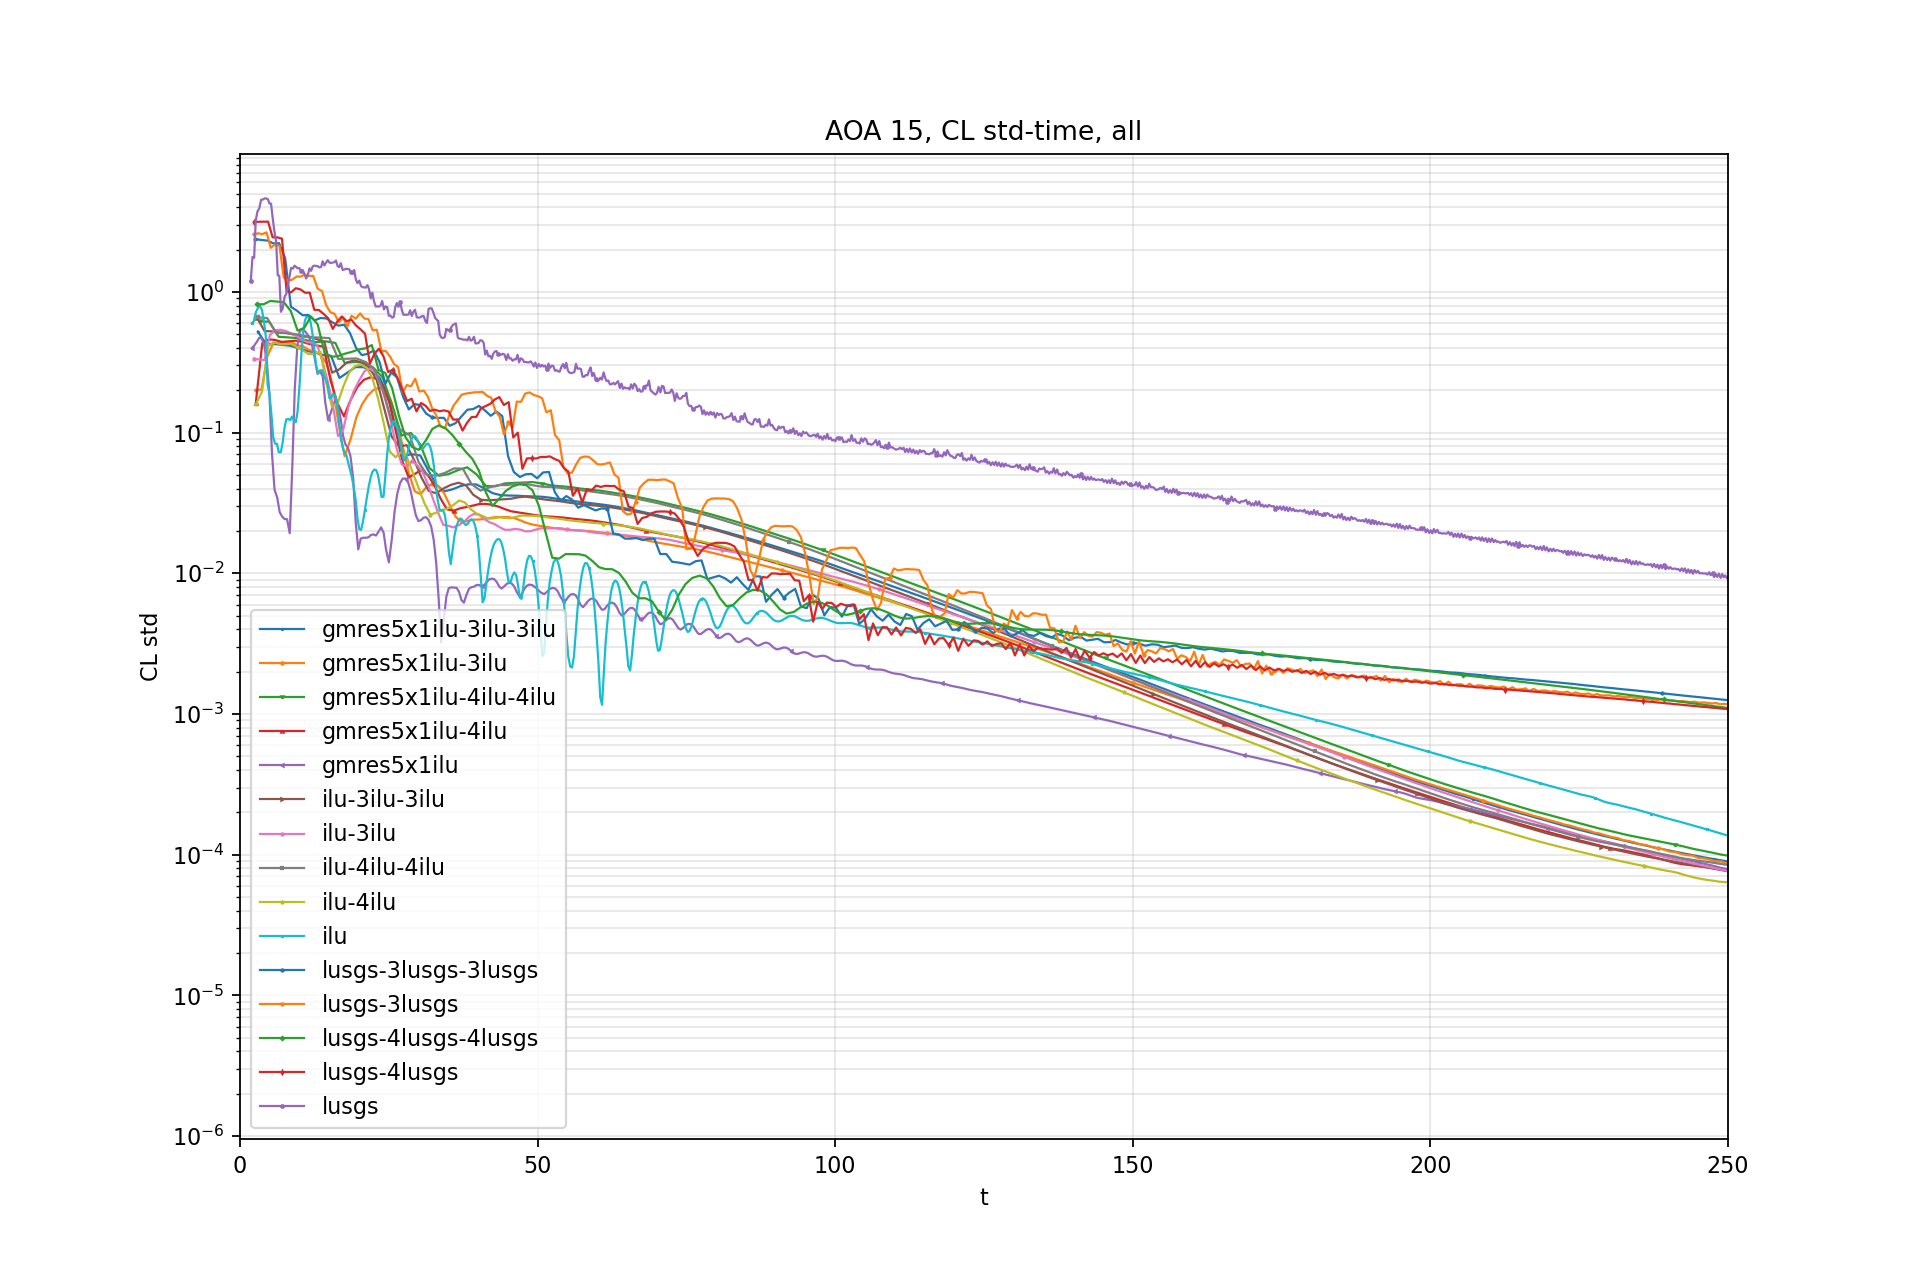 AOA 15, CL std-time, all
CL std
10⁰
10⁻¹
10⁻²
10⁻³
10⁻⁴
10⁻⁵
10⁻⁶
gmres5x1ilu-3ilu-3ilu
gmres5x1ilu-3ilu
gmres5x1ilu-4ilu-4ilu
gmres5x1ilu-4ilu
gmres5x1ilu
ilu-3ilu-3ilu
ilu-3ilu
ilu-4ilu-4ilu
ilu-4ilu
ilu
lusgs-3lusgs-3lusgs
lusgs-3lusgs
lusgs-4lusgs-4lusgs
lusgs-4lusgs
lusgs
0 50 100 150 200 250
t